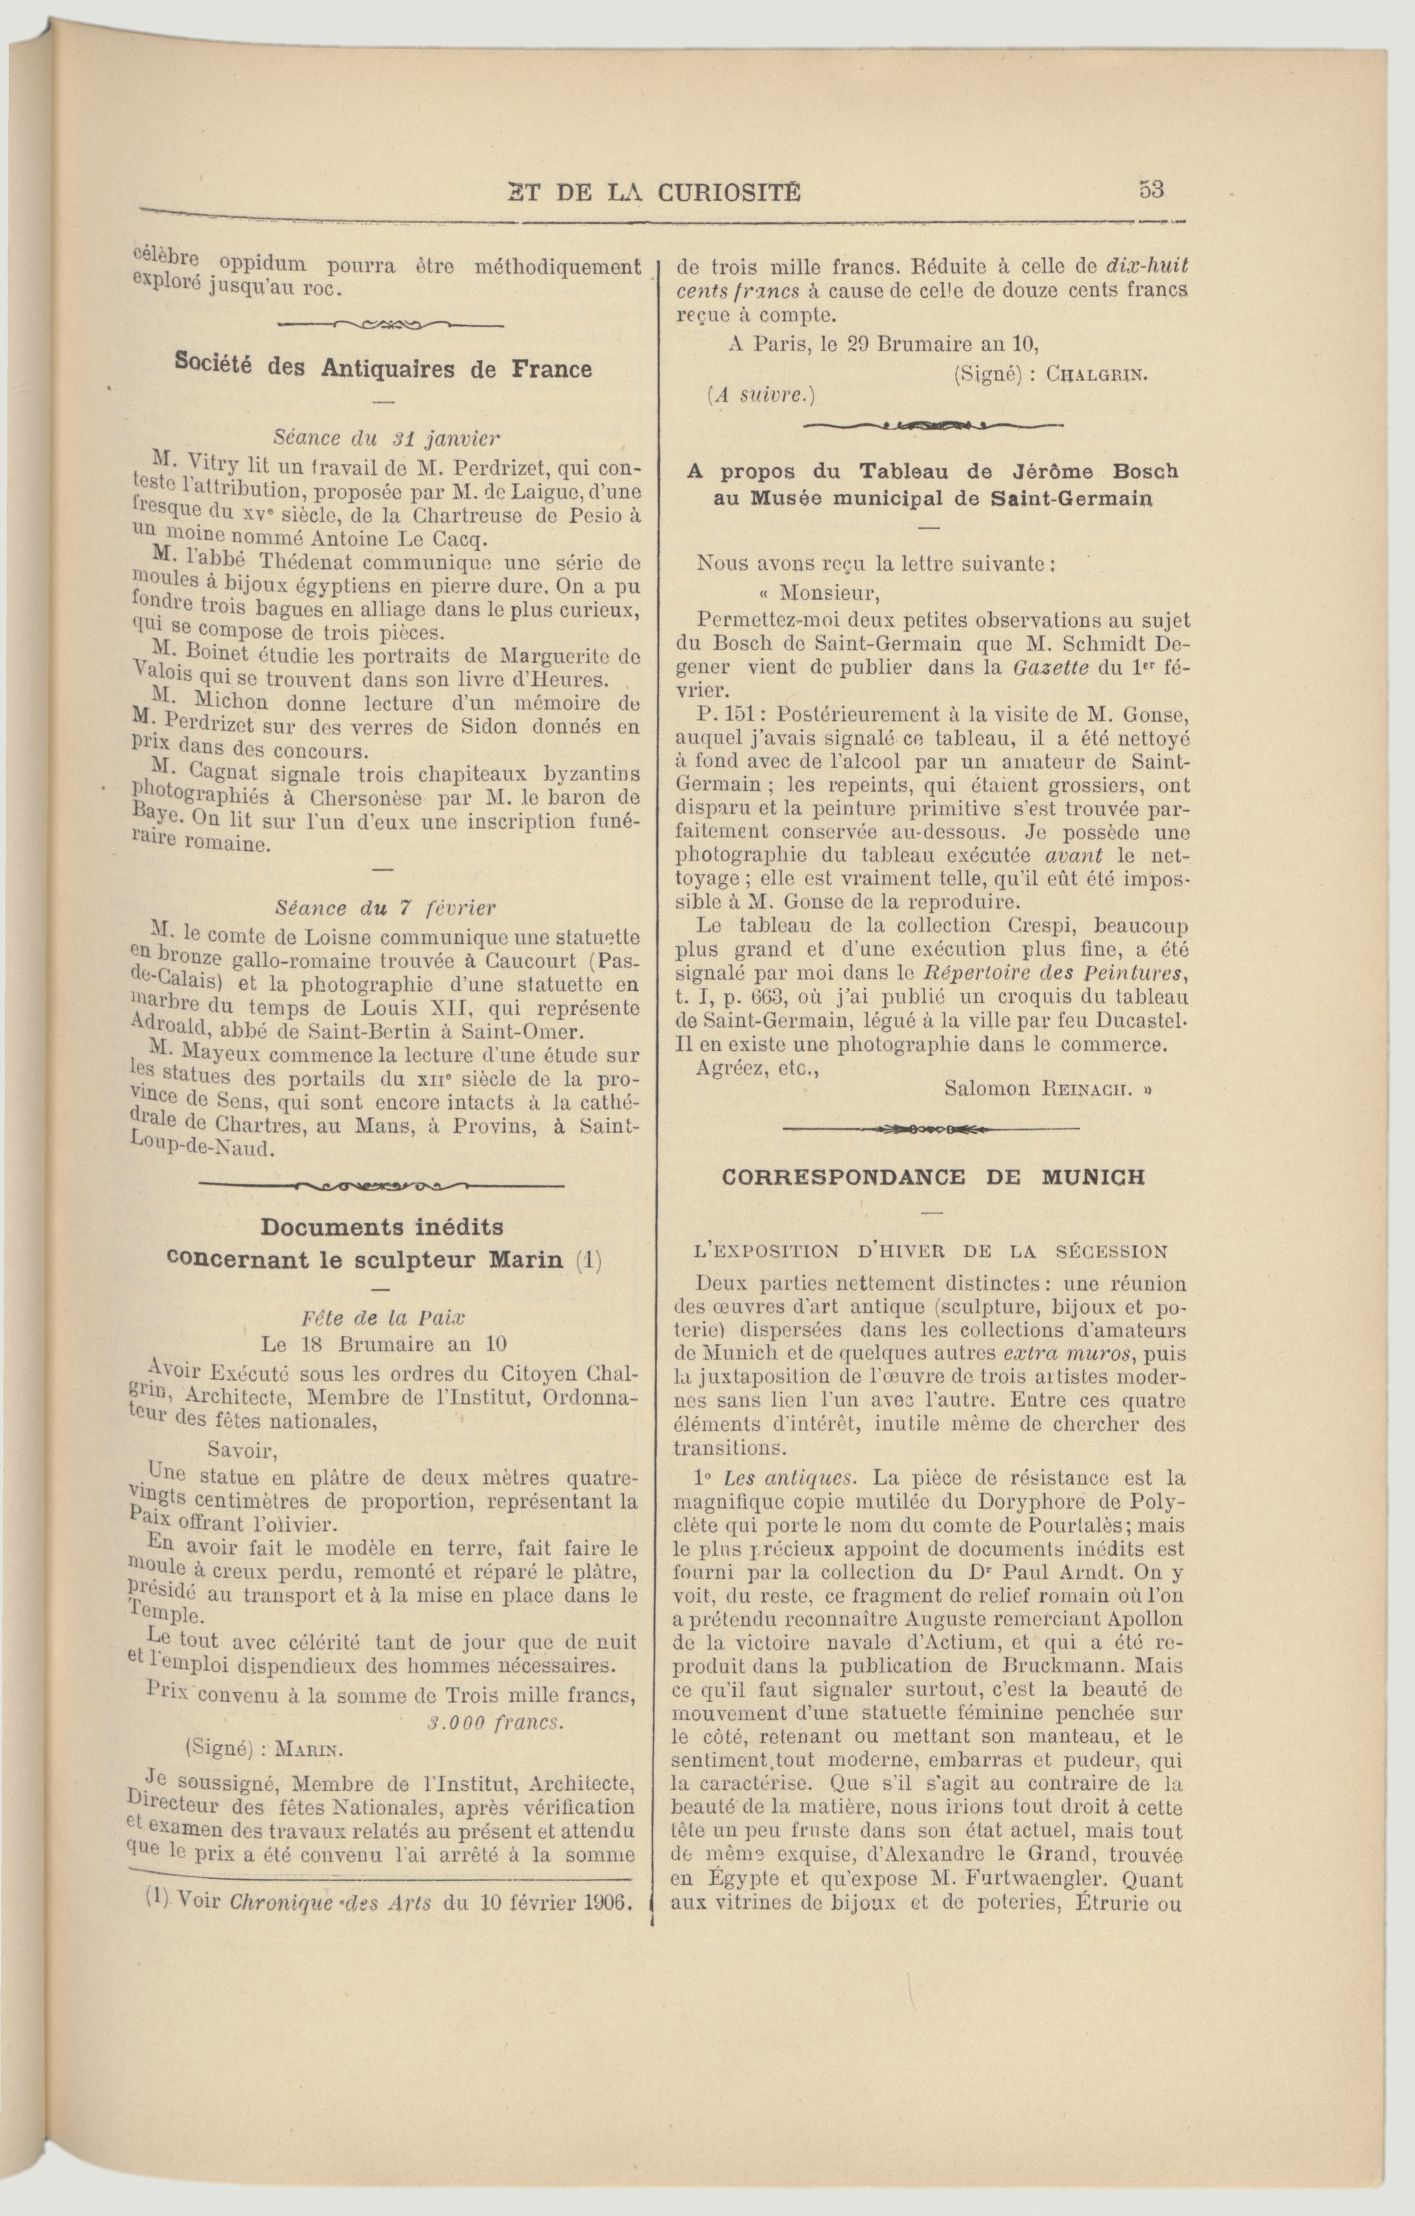 ET DE LA CURIOSITÉ
53
célèbre oppidum pourra être méthodiquement
exploré jusqu'au roc.
Société des Antiquaires de France
Séance du 31 janvier
M. Vitry lit un travail de M. Perdrizet, qui con-
teste l'attribution, proposée par M. de Laigue, d'une
fresque du XVe siècle, de la Chartreuse de Pesio à
un moine nommé Antoine Le Cacq.
M. l'abbé Thédenat communique une série de
moules à bijoux égyptiens en pierre dure. On a pu
fondre trois bagues en alliage dans le plus curieux,
qui se compose de trois pièces.
M. Boinet étudie les portraits de Marguerite de
Valois qui se trouvent dans son livre d'Heures.
M. Michon donne lecture d'un mémoire de
M. Perdrizet sur des verres de Sidon donnés en
prix dans des concours.
M. Cagnat signale trois chapiteaux byzantins
photographiés à Chersonèse par M. le baron de
Baye. On lit sur l'un d'eux une inscription funé-
raire romaine.
Séance du 7 février
M. le comte de Loisne communique une statuette
en bronze gallo-romaine trouvée à Caucourt (Pas-
de-Calais) et la photographie d'une statuette en
marbre du temps de Louis XII, qui représente
Adroald, abbé de Saint-Bertin à Saint-Omer.
M. Mayeux commence la lecture d'une étude sur
les statues des portails du XIIe siècle de la pro-
vince de Sens, qui sont encore intacts à la cathé-
drale de Chartres, au Mans, à Provins, à Saint-
Loup-de-Naud.
Documents inédits
concernant le sculpteur Marin (1)
Fête de la Paix
Le 18 Brumaire an 10
Avoir Exécuté sous les ordres du Citoyen Chal-
grin, Architecte, Membre de l'Institut, Ordonna-
teur des fêtes nationales,
Savoir,
Une statue en plâtre de deux mètres quatre-
vingts centimètres de proportion, représentant la
Paix offrant l'olivier.
En avoir fait le modèle en terre, fait faire le
moule à creux perdu, remonté et réparé le plâtre,
présidé au transport et à la mise en place dans le
Temple.
Le tout avec célérité tant de jour que de nuit
et l'emploi dispendieux des hommes nécessaires.
Prix convenu à la somme de Trois mille francs,
3.000 francs.
(Signé) : MARIN.
Je soussigné, Membre de l'Institut, Architecte,
Directeur des fêtes Nationales, après vérification
et examen des travaux relatés au présent et attendu
que le prix a été convenu l'ai arrêté à la somme
(1) Voir Chronique des Arts du 10 février 1906.
de trois mille francs. Réduite à celle de dix-huit
cents francs à cause de celle de douze cents francs
reçue à compte.
A Paris, le 29 Brumaire an 10,
(Signé) : CHALGRIN.
(A suivre.)
A propos du Tableau de Jérôme Bosch
au Musée municipal de Saint-Germain
Nous avons reçu la lettre suivante :
« Monsieur,
Permettez-moi deux petites observations au sujet
du Bosch de Saint-Germain que M. Schmidt De-
gener vient de publier dans la Gazette du 1er fé-
vrier.
P. 151 : Postérieurement à la visite de M. Gonse,
auquel j'avais signalé ce tableau, il a été nettoyé
à fond avec de l'alcool par un amateur de Saint-
Germain ; les repeints, qui étaient grossiers, ont
disparu et la peinture primitive s'est trouvée par-
faitement conservée au-dessous. Je possède une
photographie du tableau exécutée avant le net-
toyage ; elle est vraiment telle, qu'il eût été impos-
sible à M. Gonse de la reproduire.
Le tableau de la collection Crespi, beaucoup
plus grand et d'une exécution plus fine, a été
signalé par moi dans le Répertoire des Peintures,
t. I, p. 663, où j'ai publié un croquis du tableau
de Saint-Germain, légué à la ville par feu Ducastel.
Il en existe une photographie dans le commerce.
Agréez, etc.,
Salomon REINACH. »
CORRESPONDANCE DE MUNICH
L'EXPOSITION D'HIVER DE LA SÉCESSION
Deux parties nettement distinctes : une réunion
des œuvres d'art antique (sculpture, bijoux et po-
terie) dispersées dans les collections d'amateurs
de Munich et de quelques autres extra muros, puis
la juxtaposition de l'œuvre de trois artistes moder-
nes sans lien l'un avec l'autre. Entre ces quatre
éléments d'intérêt, inutile même de chercher des
transitions.
1° Les antiques. La pièce de résistance est la
magnifique copie mutilée du Doryphore de Poly-
clète qui porte le nom du comte de Pourtalès ; mais
le plus précieux appoint de documents inédits est
fourni par la collection du Dr Paul Arndt. On y
voit, du reste, ce fragment de relief romain où l'on
a prétendu reconnaître Auguste remerciant Apollon
de la victoire navale d'Actium, et qui a été re-
produit dans la publication de Bruckmann. Mais
ce qu'il faut signaler surtout, c'est la beauté de
mouvement d'une statuette féminine penchée sur
le côté, retenant ou mettant son manteau, et le
sentiment tout moderne, embarras et pudeur, qui
la caractérise. Que s'il s'agit au contraire de la
beauté de la matière, nous irions tout droit à cette
tête un peu fruste dans son état actuel, mais tout
de même exquise, d'Alexandre le Grand, trouvée
en Égypte et qu'expose M. Furtwaengler. Quant
aux vitrines de bijoux et de poteries, Étrurie ou